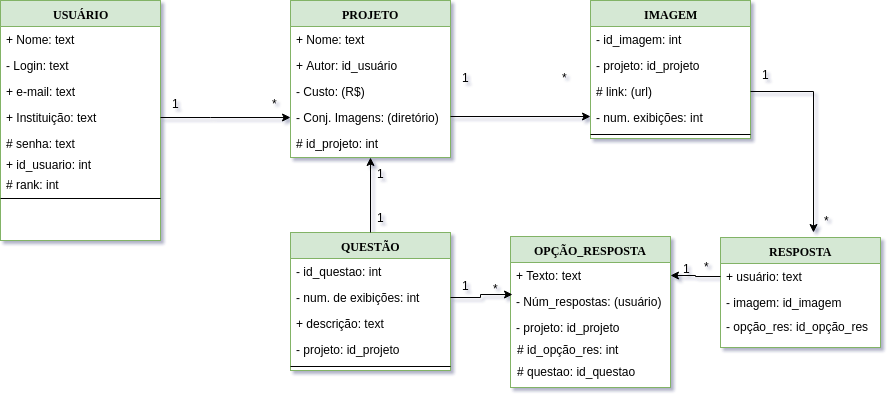 USUÁRIO
+ Nome: text
- Login: text
+ e-mail: text
+ Instituição: text
# senha: text
+ id_usuario: int
# rank: int
1
*
PROJETO
+ Nome: text
+ Autor: id_usuário
- Custo: (R$)
- Conj. Imagens: (diretório)
# id_projeto: int
1
*
IMAGEM
- id_imagem: int
- projeto: id_projeto
# link: (url)
- num. exibições: int
1
*
1
1
QUESTÃO
- id_questao: int
- num. de exibições: int
+ descrição: text
- projeto: id_projeto
1
*
OPÇÃO_RESPOSTA
+ Texto: text
- Núm_respostas: (usuário)
- projeto: id_projeto
# id_opção_res: int
# questao: id_questao
1
*
RESPOSTA
+ usuário: text
- imagem: id_imagem
- opção_res: id_opção_res